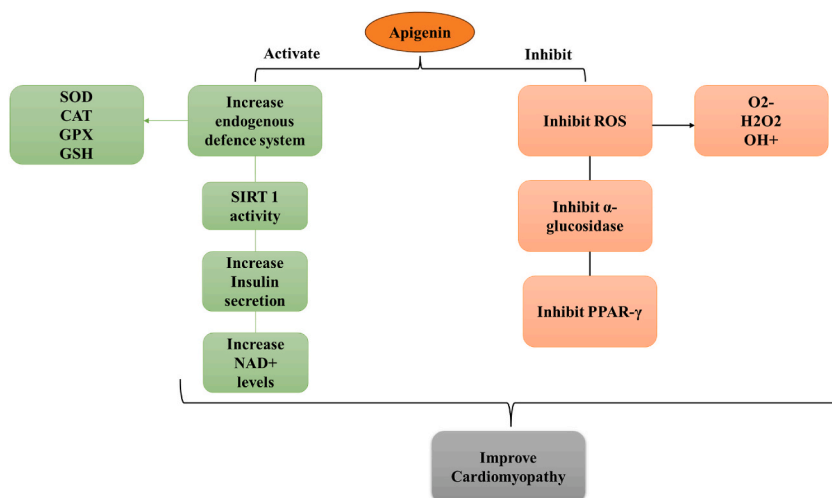 Apigenin
Activate
Inhibit
SOD
CAT
GPX
GSH
Increase
endogenous
defence system
Inhibit ROS
O2-
H2O2
OH+
SIRT 1
activity
Inhibit α-
glucosidase
Increase
Insulin
secretion
Inhibit PPAR-γ
Increase
NAD+
levels
Improve
Cardiomyopathy